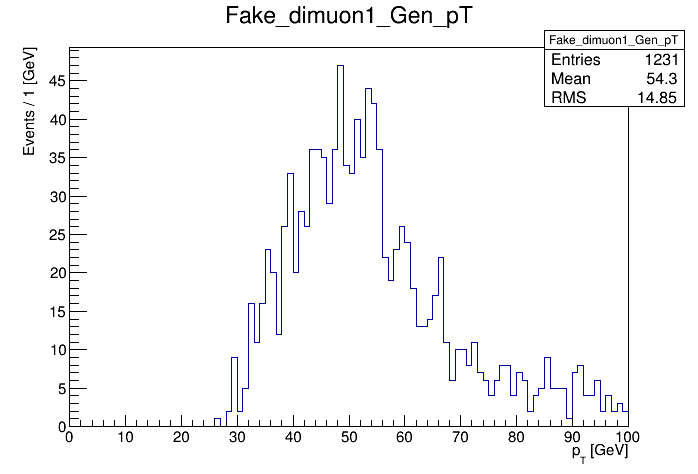 Fake_dimuon1_Gen_pT
Fake_dimuon1_Gen_pT
Entries 1231
Mean 54.3
RMS 14.85
Events / 1 [GeV]
45
40
35
30
25
20
15
10
5
0
0 10 20 30 40 50 60 70 80 90 100
p_T [GeV]